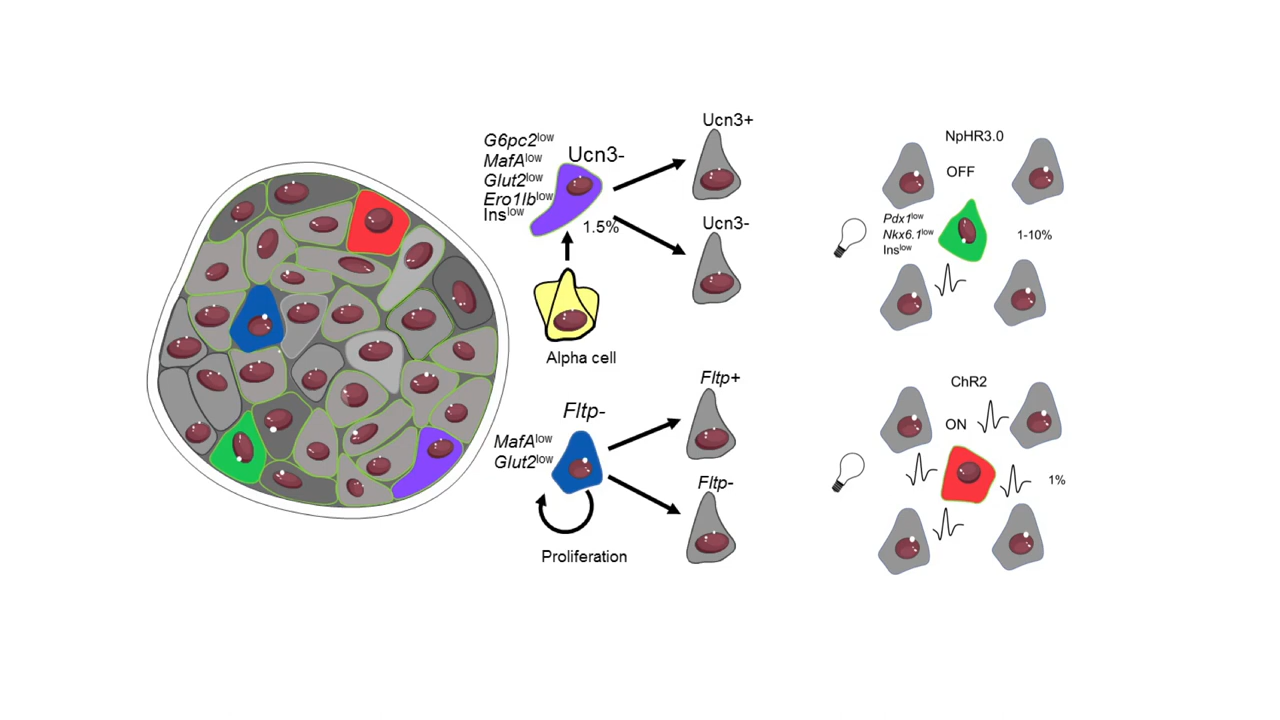 G6pc2low
MafAlow
Glut2low
Ero1lblow
Inslow
Ucn3-
1.5%
Alpha cell
Ucn3+
Ucn3-
Fltp-
MafAlow
Glut2low
Proliferation
Fltp+
Fltp-
NpHR3.0
OFF
Pdx1low
Nkx6.1low
Inslow
1-10%
ChR2
ON
1%